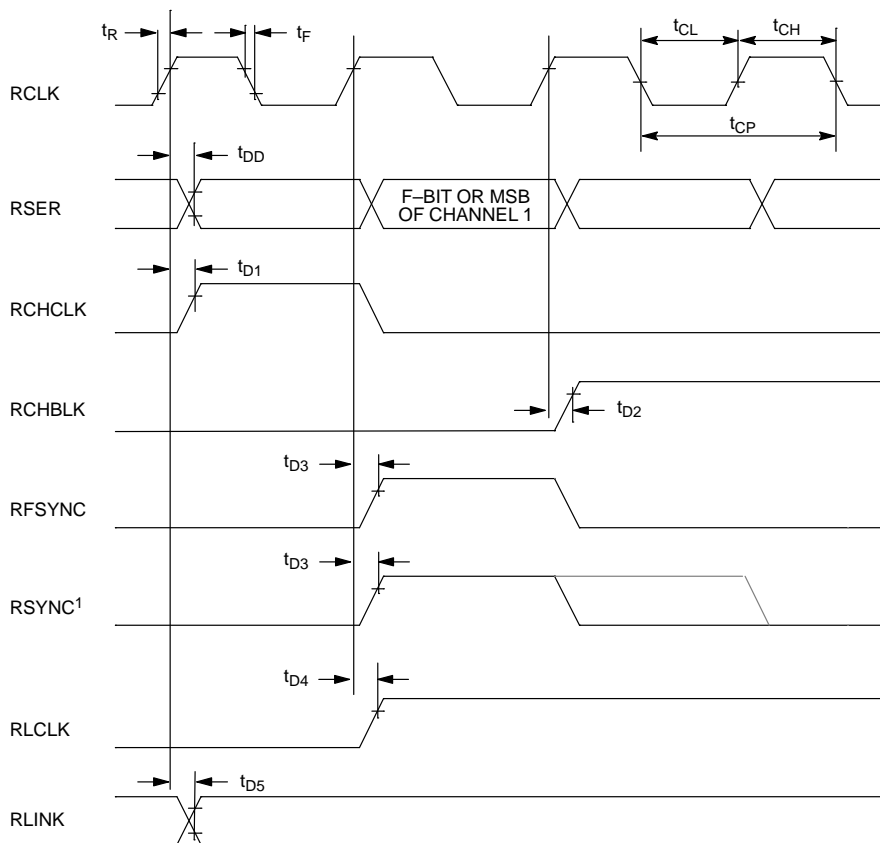 tR
tF
tCL
tCH
RCLK
tCP
tDD
RSER
F–BIT OR MSB
OF CHANNEL 1
tD1
RCHCLK
RCHBLK
tD2
tD3
RFSYNC
tD3
RSYNC1
tD4
RLCLK
tD5
RLINK